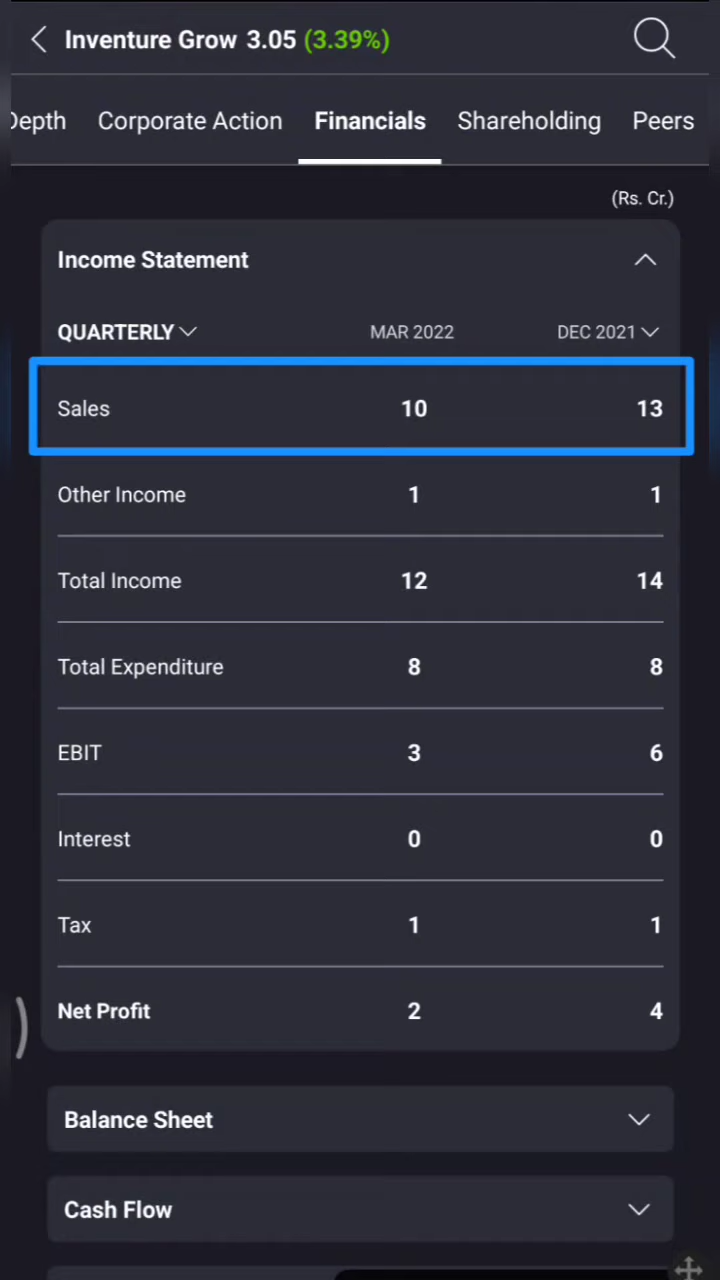 Inventure Grow 3.05 (3.39%)
Depth Corporate Action Financials Shareholding Peers
(Rs. Cr.)
Income Statement
QUARTERLY MAR 2022 DEC 2021
Sales 10 13
Other Income 1 1
Total Income 12 14
Total Expenditure 8 8
EBIT 3 6
Interest 0 0
Tax 1 1
Net Profit 2 4
Balance Sheet
Cash Flow